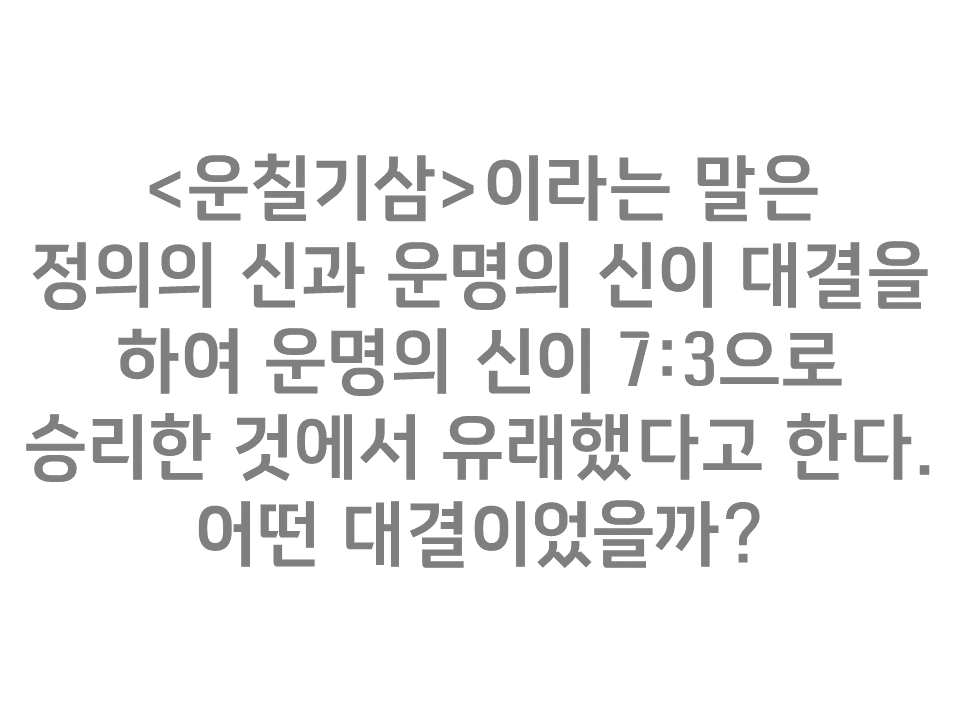 <운칠기삼>이라는 말은
정의의 신과 운명의 신이 대결을
하여 운명의 신이 7:3으로
승리한 것에서 유래했다고 한다.
어떤 대결이었을까?